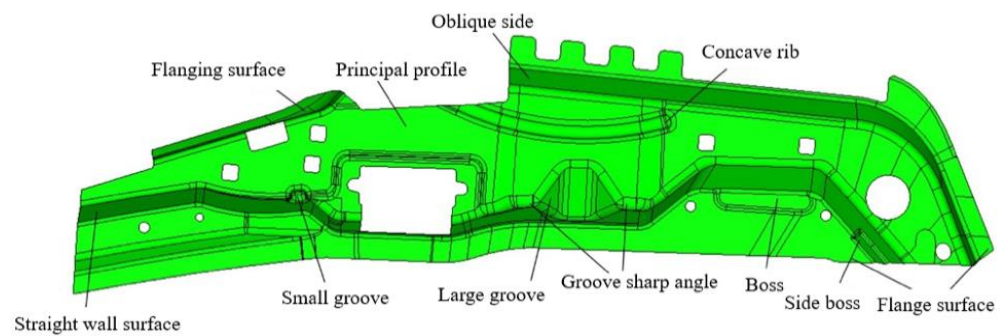 Oblique side
Concave rib
Flanging surface
Principal profile
Small groove
Large groove
Groove sharp angle
Boss
Side boss
Flange surface
Straight wall surface